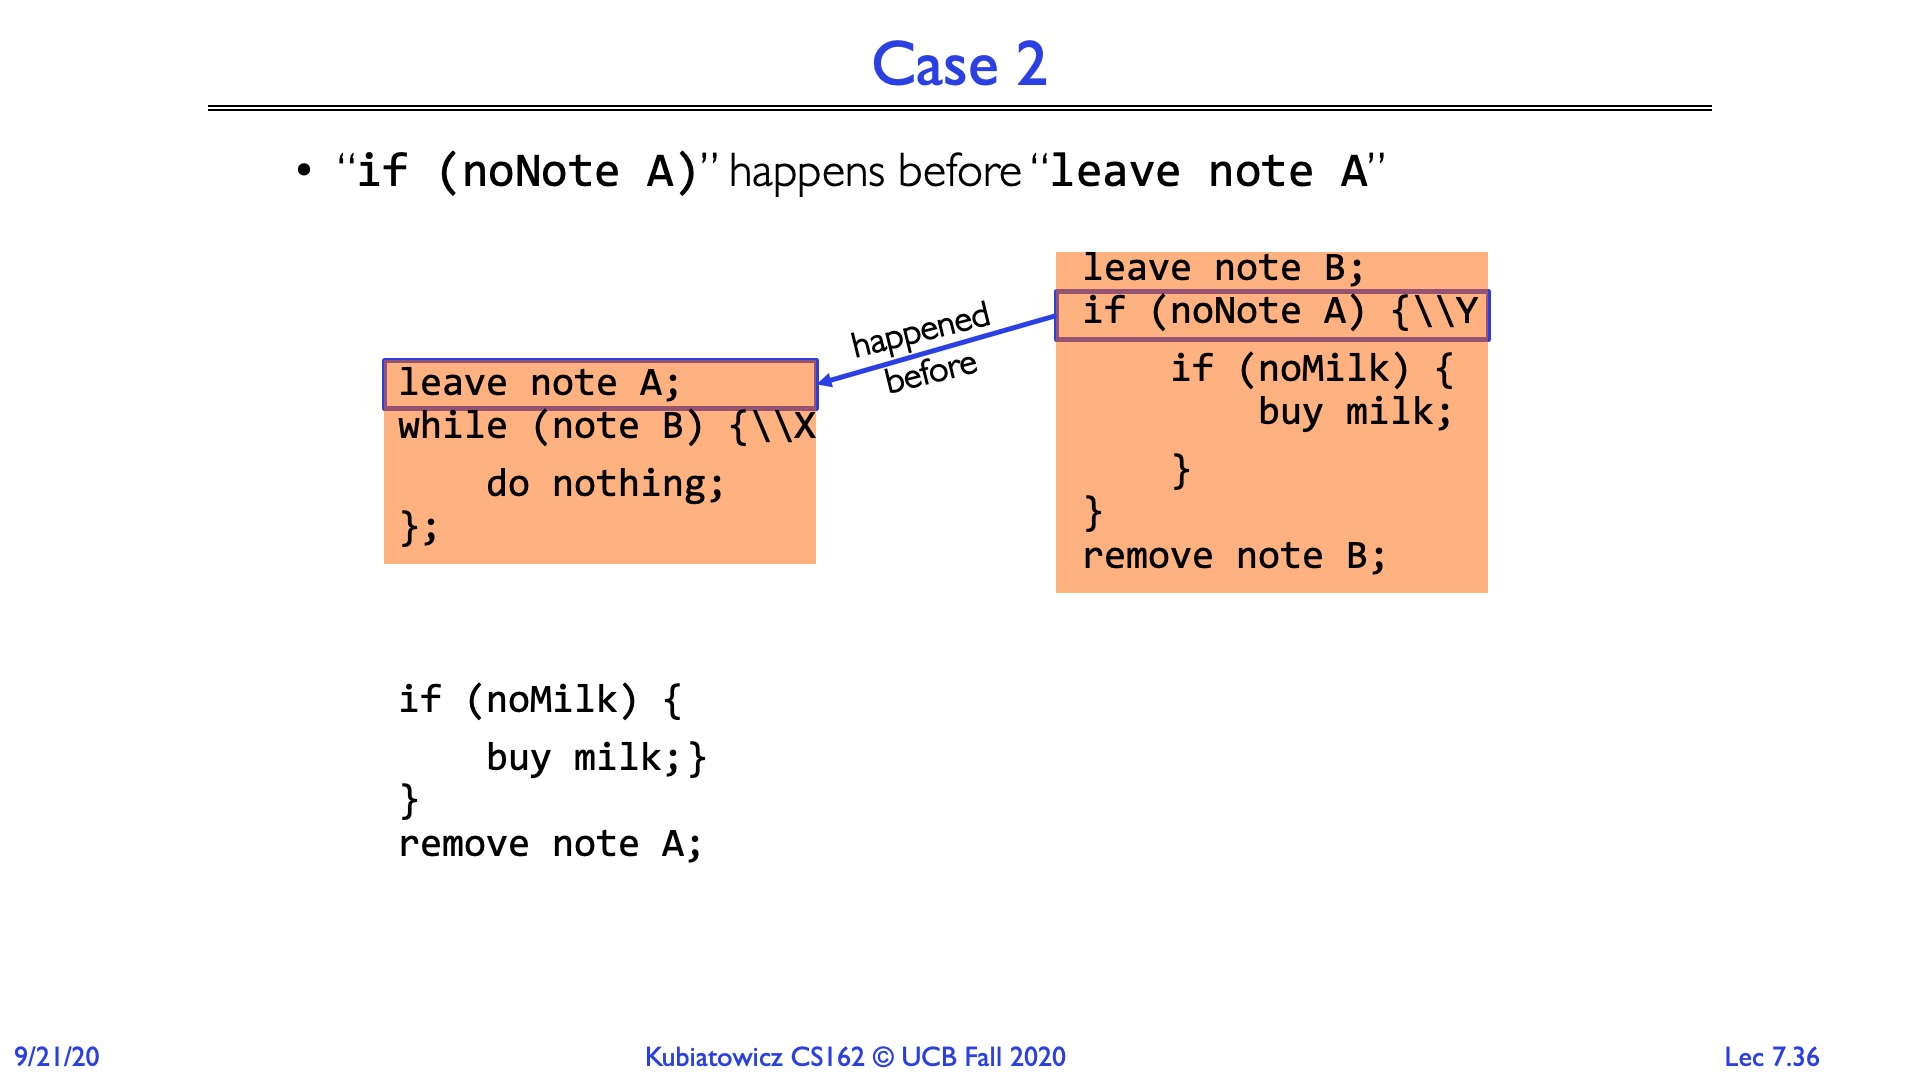 Case 2
• “if (noNote A)” happens before “leave note A”
leave note A;
while (note B) {\\X
do nothing;
};
if (noMilk) {
buy milk;}
}
remove note A;
happened
before
leave note B;
if (noNote A) {\\Y
if (noMilk) {
buy milk;
}
}
remove note B;
9/21/20
Kubiatowicz CS162 © UCB Fall 2020
Lec 7.36